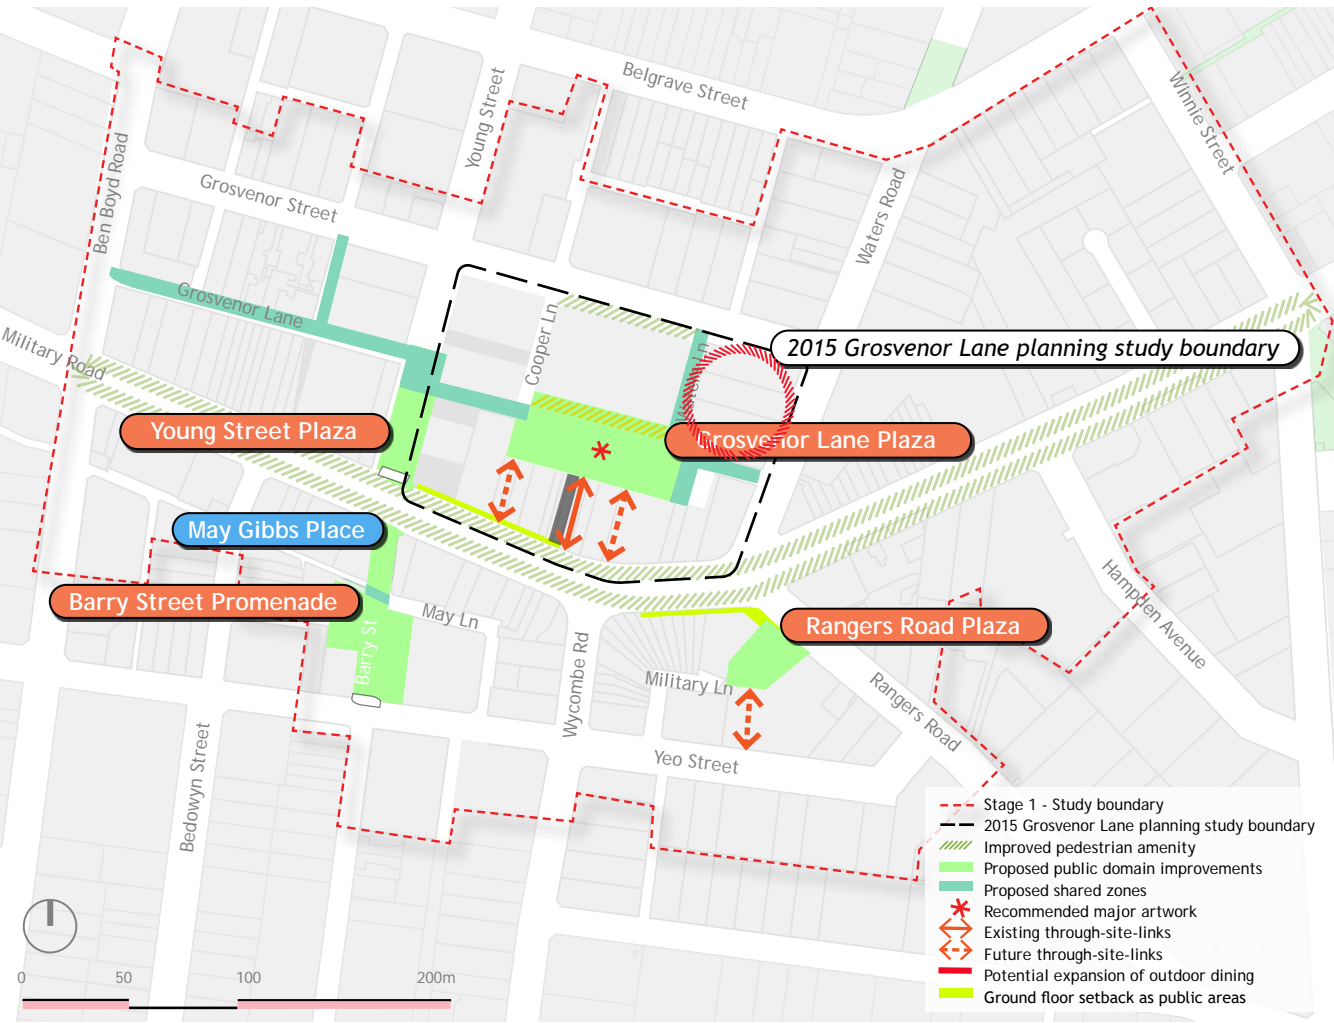 Belgrave Street
Young Street
Winnie Street
Ben Boyd Road
Grosvenor Street
Waters Road
Grosvenor Lane
Cooper Ln
Military Road
2015 Grosvenor Lane planning study boundary
Young Street Plaza
Grosvenor Lane Plaza
May Gibbs Place
Barry Street Promenade
May Ln
Barry St
Rangers Road Plaza
Hampden Avenue
Wycombe Rd
Military Ln
Rangers Road
Bedowyn Street
Yeo Street
Stage 1 - Study boundary
2015 Grosvenor Lane planning study boundary
Improved pedestrian amenity
Proposed public domain improvements
Proposed shared zones
Recommended major artwork
Existing through-site-links
Future through-site-links
Potential expansion of outdoor dining
Ground floor setback as public areas
0 50 100 200m